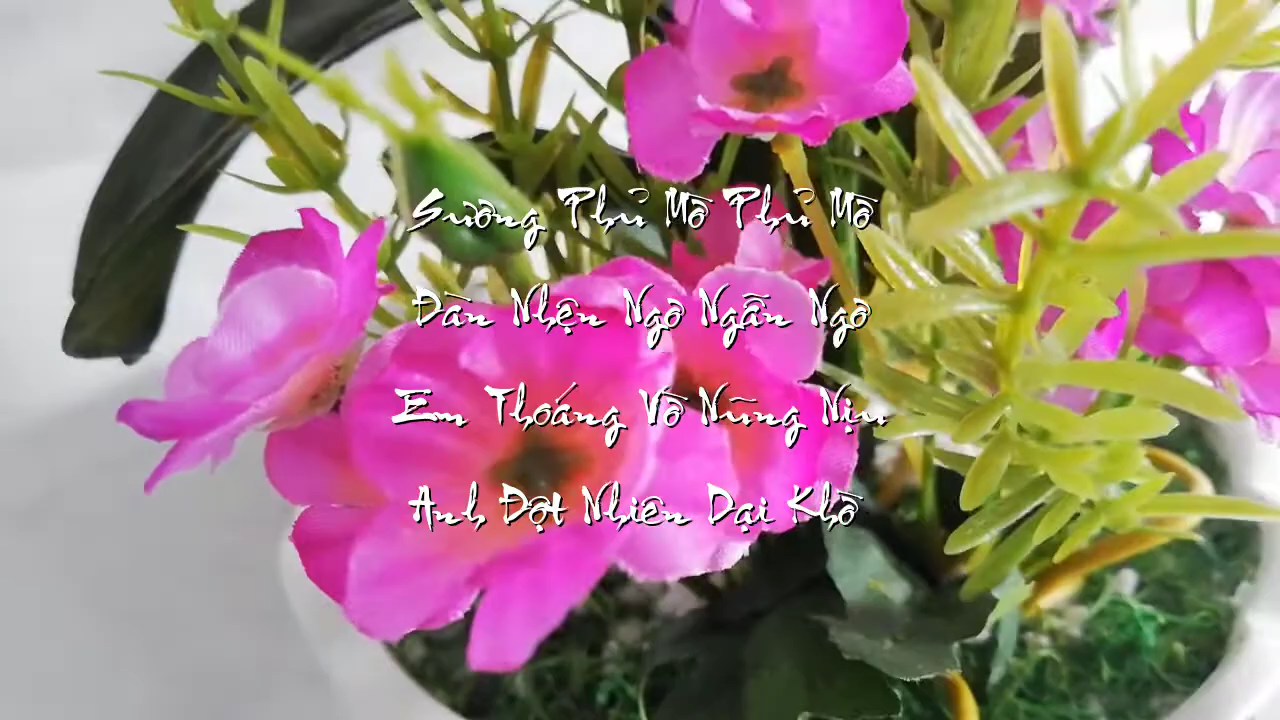 Sương Phủ Mờ Phủ Mờ
Đàn Nhện Ngơ Ngẩn Ngơ
Em Thoáng Vờ Nũng Nịu
Anh Đột Nhiên Dại Khờ